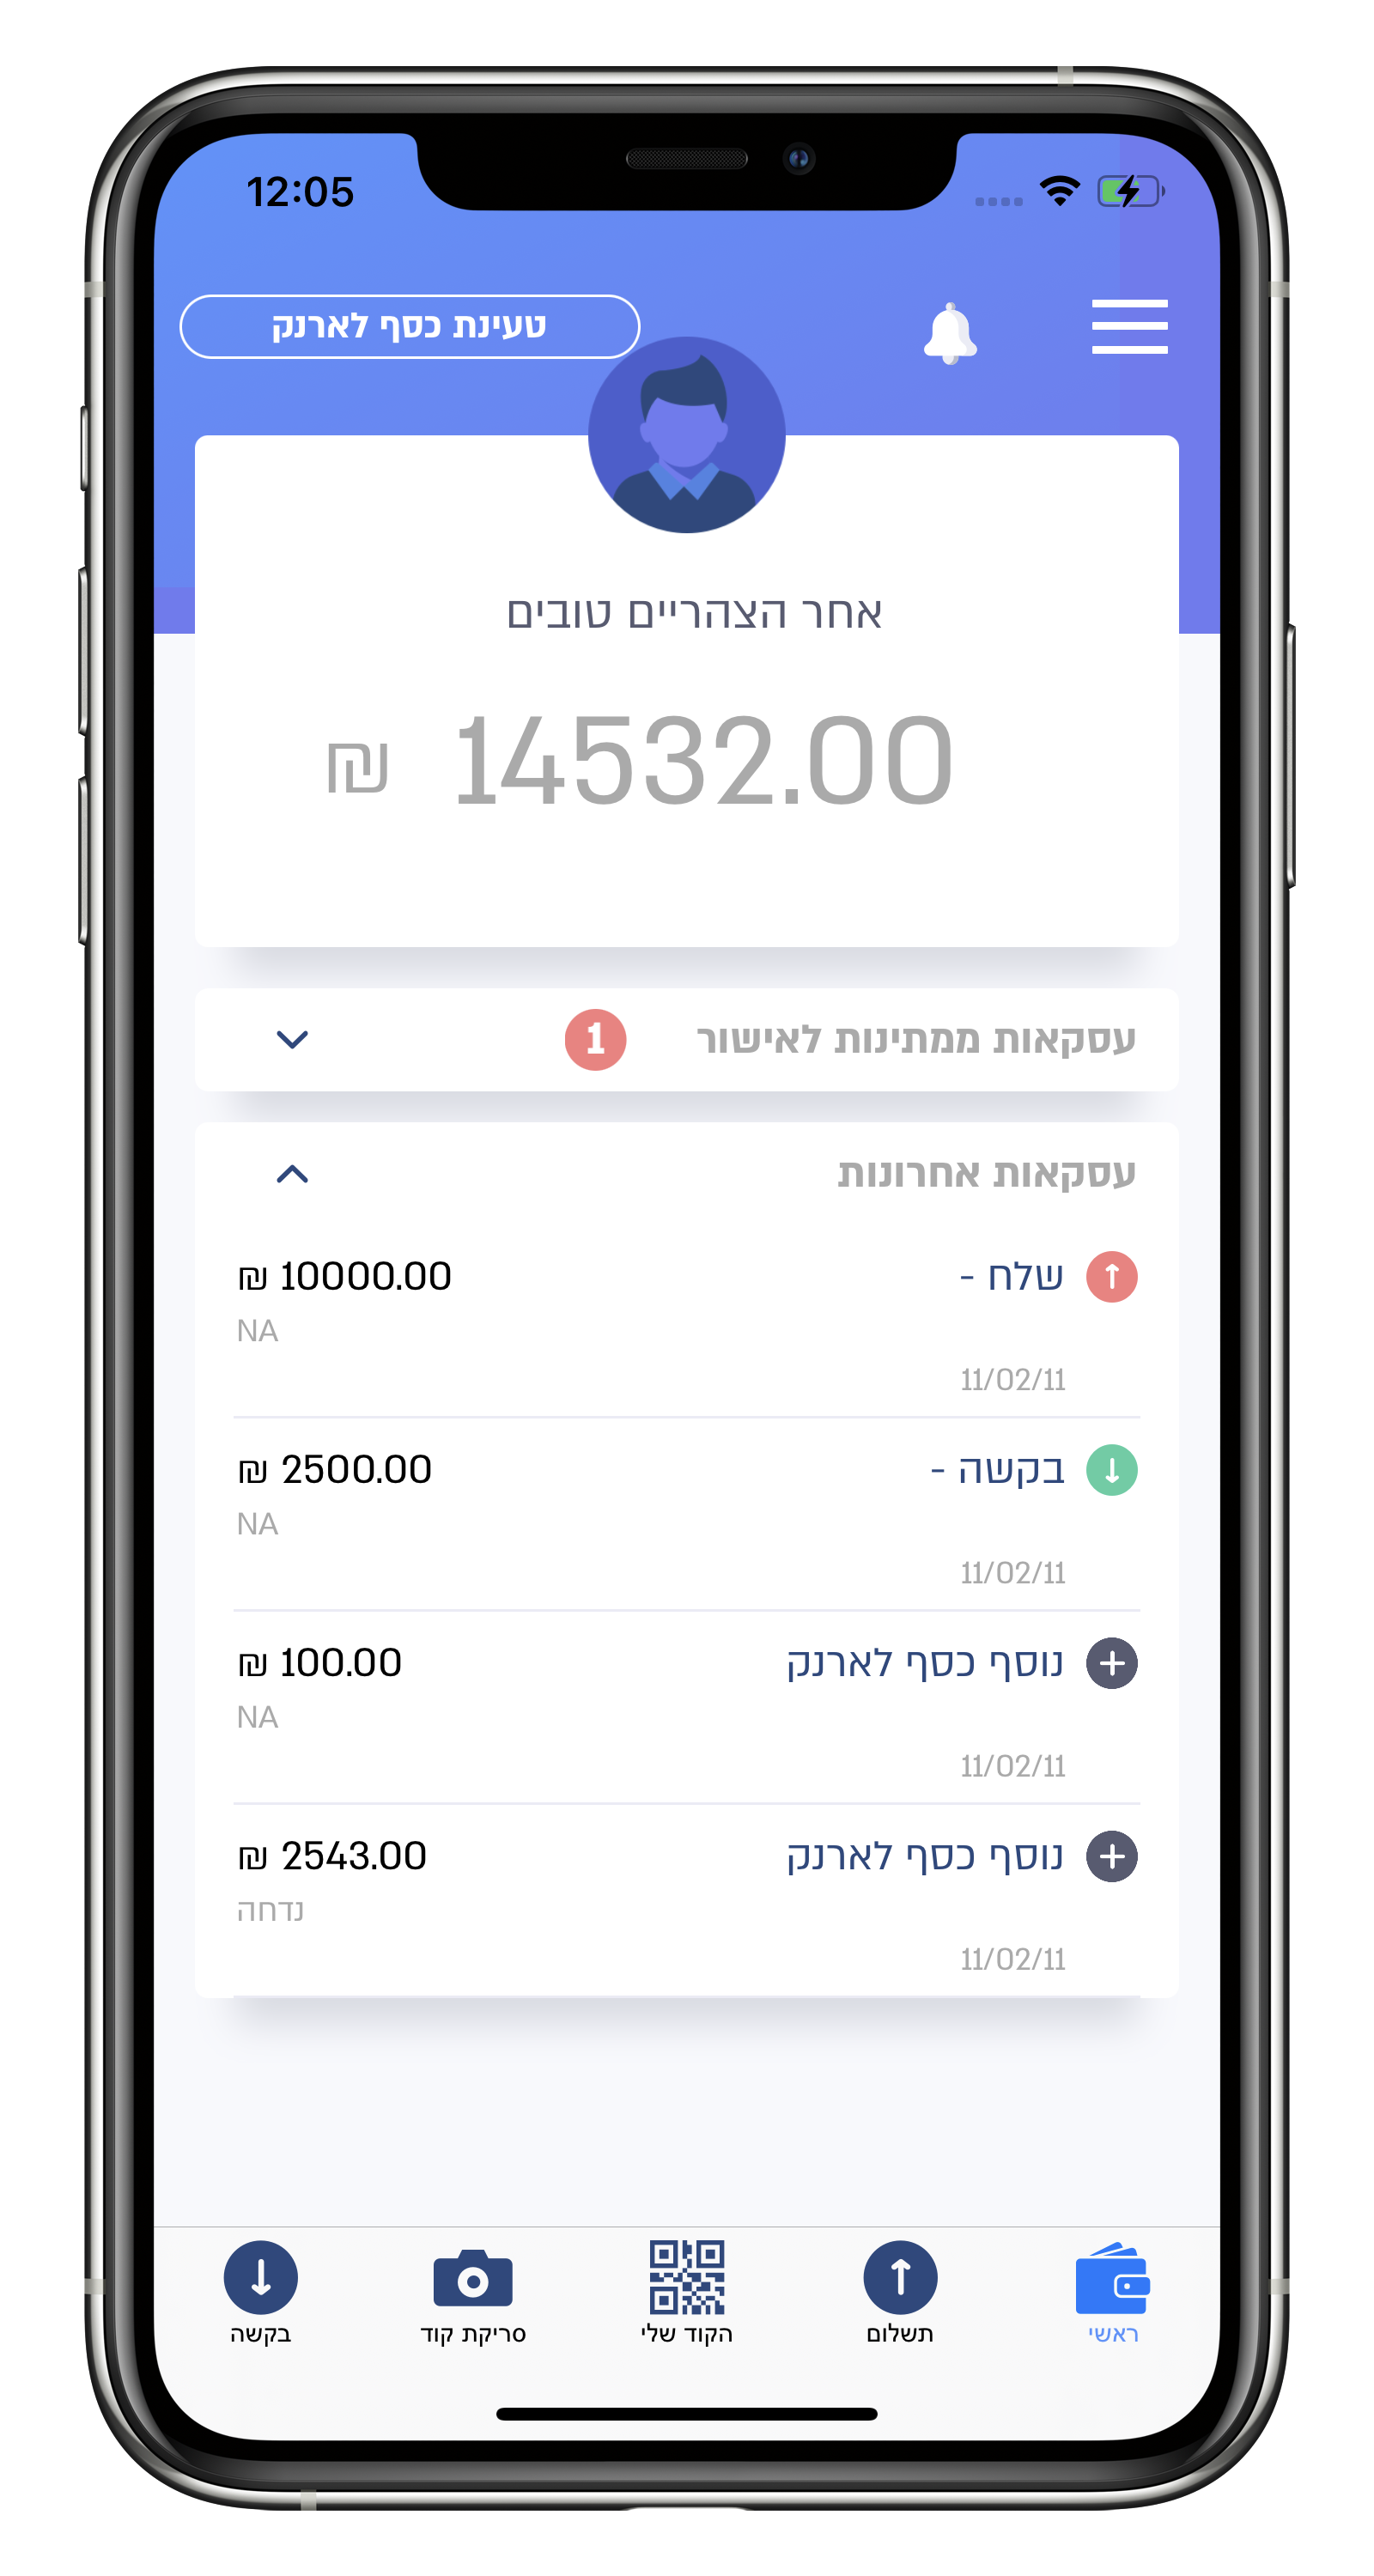 12:05
טעינת כסף לארנק
אחר הצהריים טובים
14532.00 ₪
עסקאות ממתינות לאישור 1
עסקאות אחרונות
שלח -
10000.00 ₪
NA
11/02/11
בקשה -
2500.00 ₪
NA
11/02/11
נוסף כסף לארנק
100.00 ₪
NA
11/02/11
נוסף כסף לארנק
2543.00 ₪
נדחה
11/02/11
ראשי
תשלום
הקוד שלי
סריקת קוד
בקשה